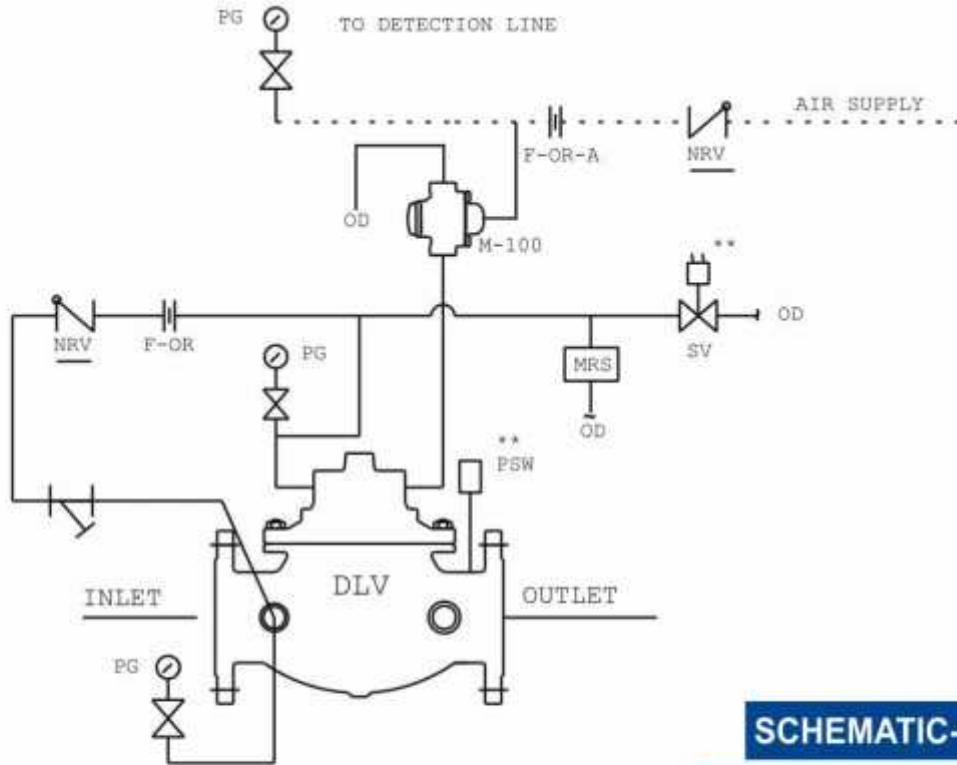 PG
TO DETECTION LINE
AIR SUPPLY
F-OR-A
NRV
OD
M-100
**
NRV
F-OR
PG
MRS
SV
OD
OD
**
PSW
DLV
INLET
OUTLET
PG
SCHEMATIC-